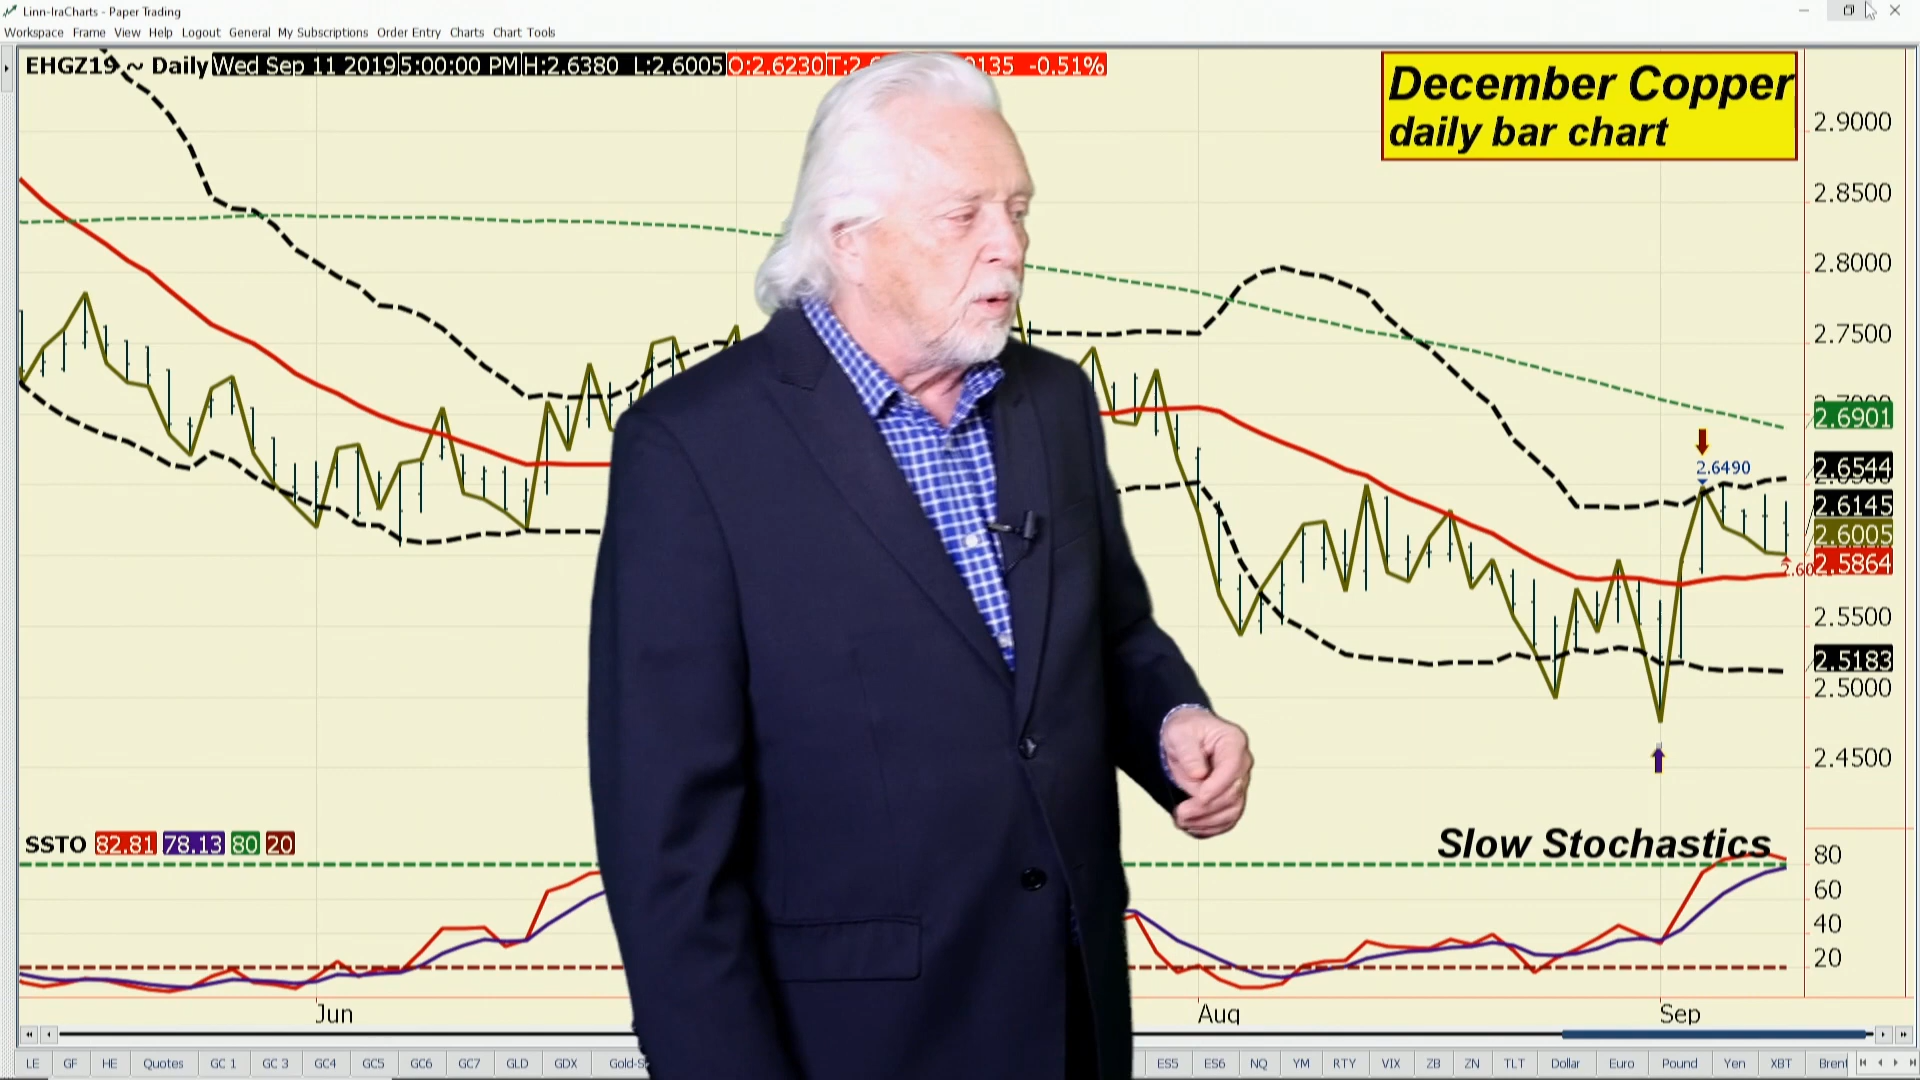 Linn-IraCharts - Paper Trading
Workspace Frame View Help Logout General My Subscriptions Order Entry Charts Chart Tools
EHGZ19 ~ Daily Wed Sep 11 2019 5:00:00 PM H:2.6380 L:2.6005 O:2.6230 T:2.6 0135 -0.51%
December Copper
daily bar chart
2.9000
2.8500
2.8000
2.7500
2.6901
2.6490
2.6544
2.6145
2.6005
2.5864
2.5500
2.5183
2.5000
2.4500
SSTO 82.81 78.13 80 20
Slow Stochastics
80
60
40
20
Jun Aug Sep
LE GF HE Quotes GC 1 GC 3 GC4 GC5 GC6 GC7 GLD GDX Gold-S ES5 ES6 NQ YM RTY VIX ZB ZN TLT Dollar Euro Pound Yen XBT Brent